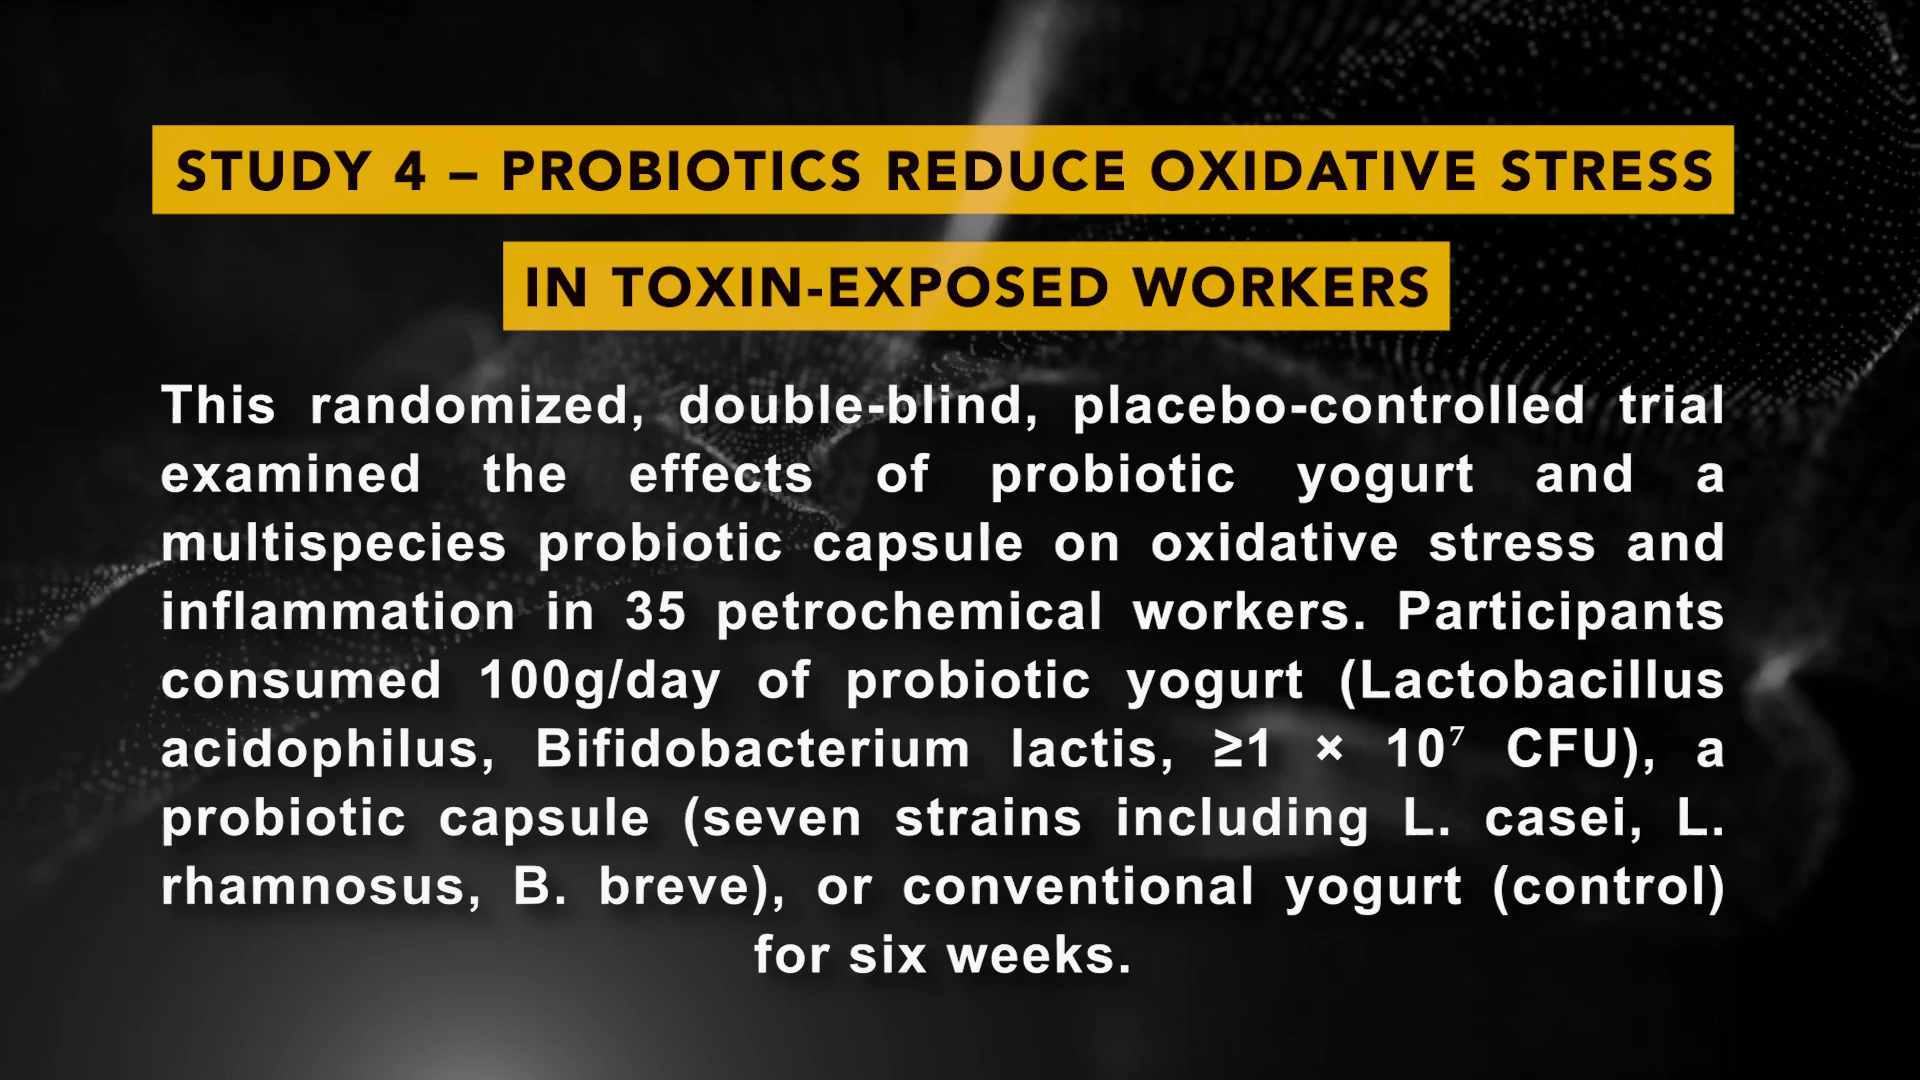 STUDY 4 – PROBIOTICS REDUCE OXIDATIVE STRESS
IN TOXIN-EXPOSED WORKERS
This randomized, double-blind, placebo-controlled trial
examined the effects of probiotic yogurt and a
multispecies probiotic capsule on oxidative stress and
inflammation in 35 petrochemical workers. Participants
consumed 100g/day of probiotic yogurt (Lactobacillus
acidophilus, Bifidobacterium lactis, ≥1 × 10⁷ CFU), a
probiotic capsule (seven strains including L. casei, L.
rhamnosus, B. breve), or conventional yogurt (control)
for six weeks.